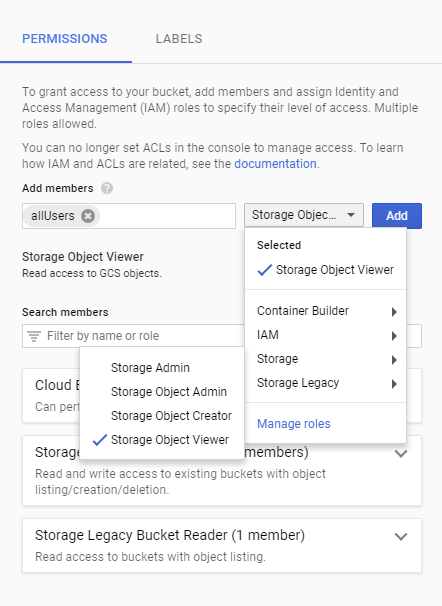 PERMISSIONS
LABELS
To grant access to your bucket, add members and assign Identity and
Access Management (IAM) roles to specify their level of access. Multiple
roles allowed.
You can no longer set ACLs in the console to manage access. To learn
how IAM and ACLs are related, see the documentation.
Add members
allUsers
Storage Objec...
Add
Selected
Storage Object Viewer
Container Builder
IAM
Storage
Storage Legacy
Manage roles
Storage Object Viewer
Read access to GCS objects.
Search members
Filter by name or role
Storage Admin
Storage Object Admin
Storage Object Creator
Storage Object Viewer
Cloud
Can
Storage
members)
Read and write access to existing buckets with object
listing/creation/deletion.
Storage Legacy Bucket Reader (1 member)
Read access to buckets with object listing.